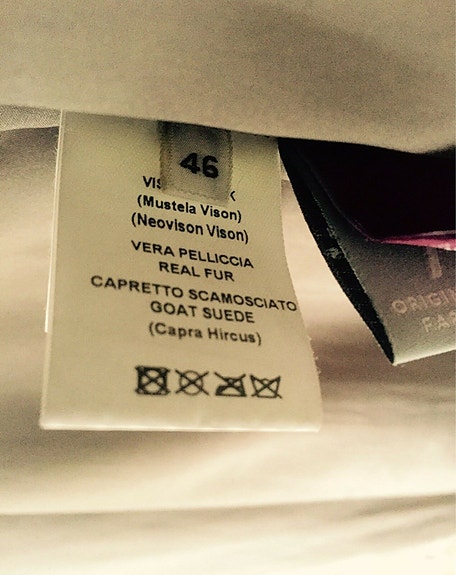 46
(Mustela Vison)
(Neovison Vison)
VERA PELLICCIA
REAL FUR
CAPRETTO SCAMOSCIATO
GOAT SUEDE
(Capra Hircus)